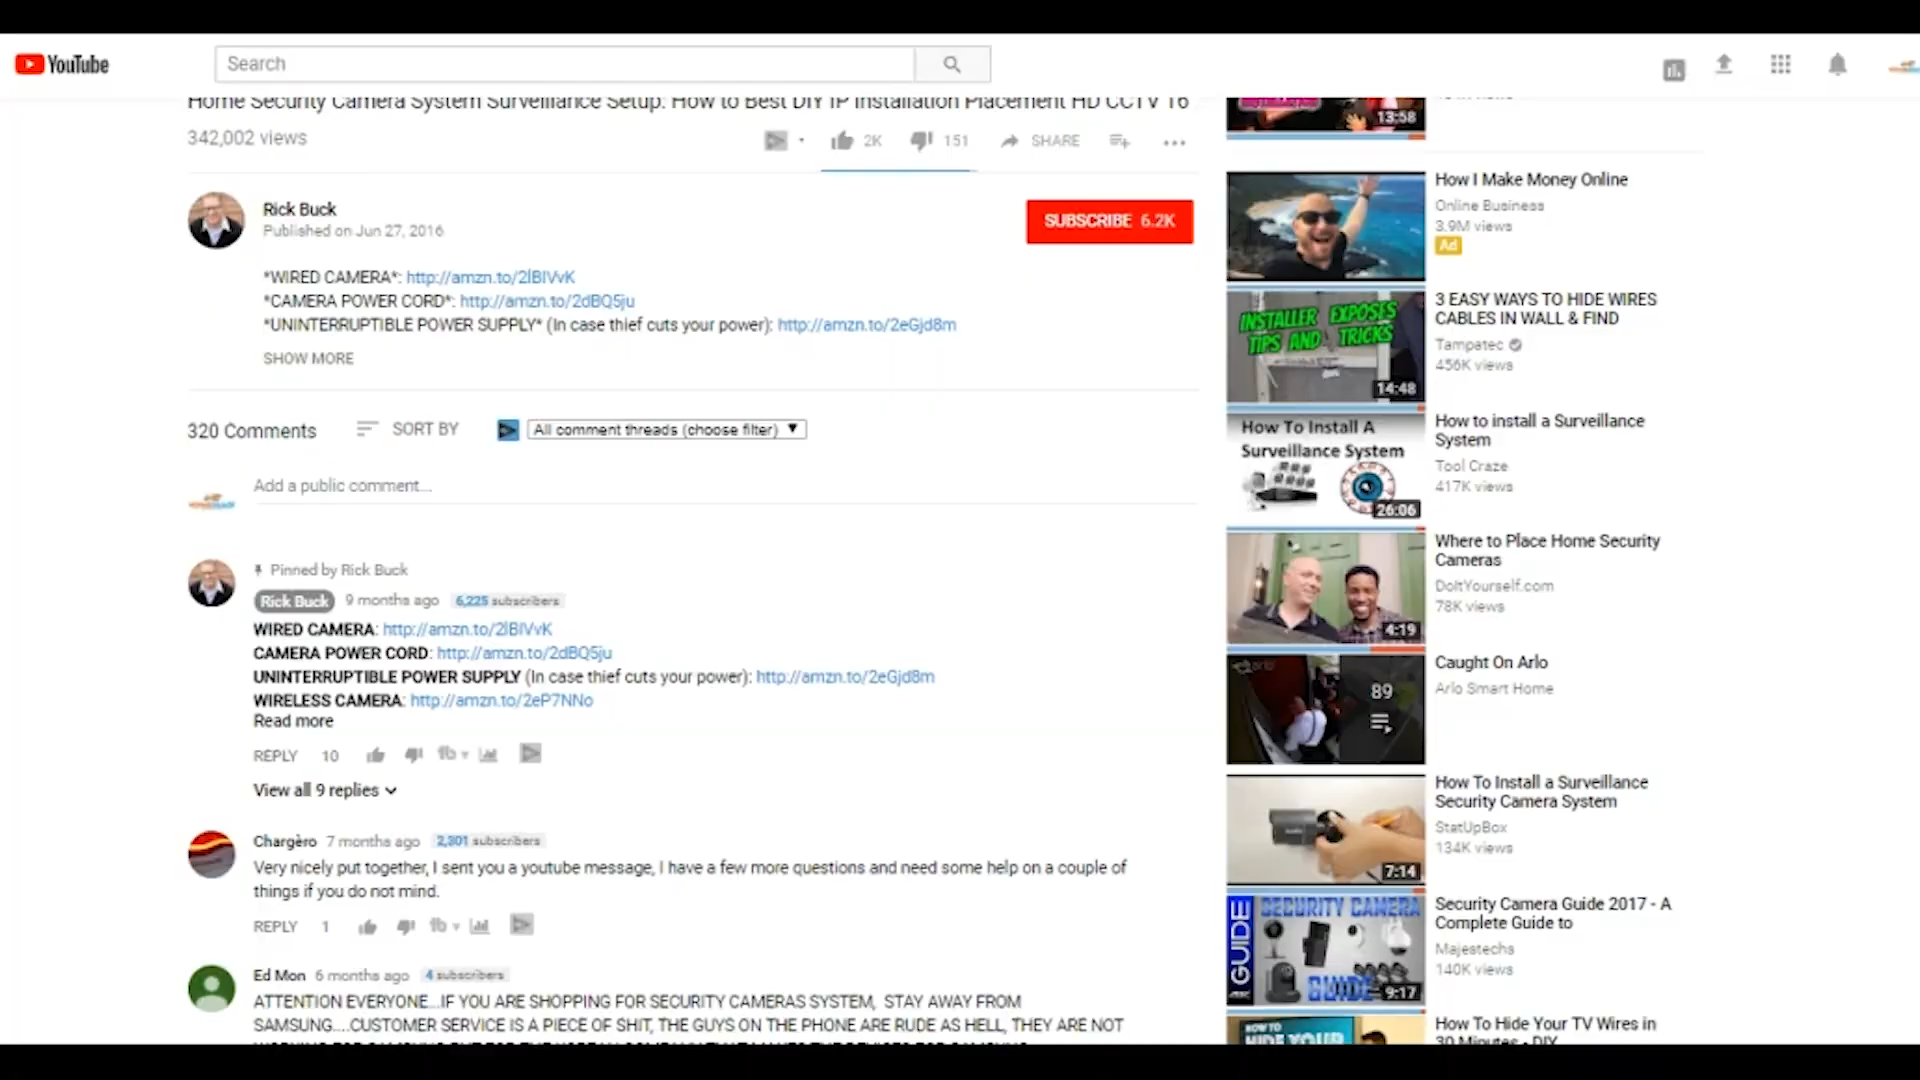 YouTube
Search
Home Security Camera System Surveillance Setup: How to Best DIY IP Installation Placement HD CCTV 16
342,002 views
2K
151
SHARE
Rick Buck
Published on Jun 27, 2016
SUBSCRIBE 6.2K
*WIRED CAMERA*: http://amzn.to/2lBIVvK
*CAMERA POWER CORD*: http://amzn.to/2dBQ5ju
*UNINTERRUPTIBLE POWER SUPPLY* (In case thief cuts your power): http://amzn.to/2eGjd8m
SHOW MORE
320 Comments
SORT BY
All comment threads (choose filter)
Add a public comment...
Pinned by Rick Buck
Rick Buck 9 months ago 6,225 subscribers
WIRED CAMERA: http://amzn.to/2lBIVvK
CAMERA POWER CORD: http://amzn.to/2dBQ5ju
UNINTERRUPTIBLE POWER SUPPLY (In case thief cuts your power): http://amzn.to/2eGjd8m
WIRELESS CAMERA: http://amzn.to/2eP7NNo
Read more
REPLY 10
View all 9 replies
Chargèro 7 months ago 2,301 subscribers
Very nicely put together, I sent you a youtube message, I have a few more questions and need some help on a couple of
things if you do not mind.
REPLY 1
Ed Mon 6 months ago 4 subscribers
ATTENTION EVERYONE...IF YOU ARE SHOPPING FOR SECURITY CAMERAS SYSTEM, STAY AWAY FROM
SAMSUNG....CUSTOMER SERVICE IS A PIECE OF SHIT, THE GUYS ON THE PHONE ARE RUDE AS HELL, THEY ARE NOT
13:58
How I Make Money Online
Online Business
3.9M views
Ad
INSTALLER EXPOSES
TIPS AND TRICKS
14:48
3 EASY WAYS TO HIDE WIRES
CABLES IN WALL & FIND
Tampatec
456K views
How To Install A
Surveillance System
26:06
How to install a Surveillance
System
Tool Craze
417K views
4:19
Where to Place Home Security
Cameras
DoItYourself.com
78K views
arlo
89
Caught On Arlo
Arlo Smart Home
7:14
How To Install a Surveillance
Security Camera System
StatUpBox
134K views
SECURITY CAMERA
GUIDE
GUIDE
9:17
Security Camera Guide 2017 - A
Complete Guide to
Majestechs
140K views
HOW TO
HIDE YOUR
How To Hide Your TV Wires in
30 Minutes - DIY